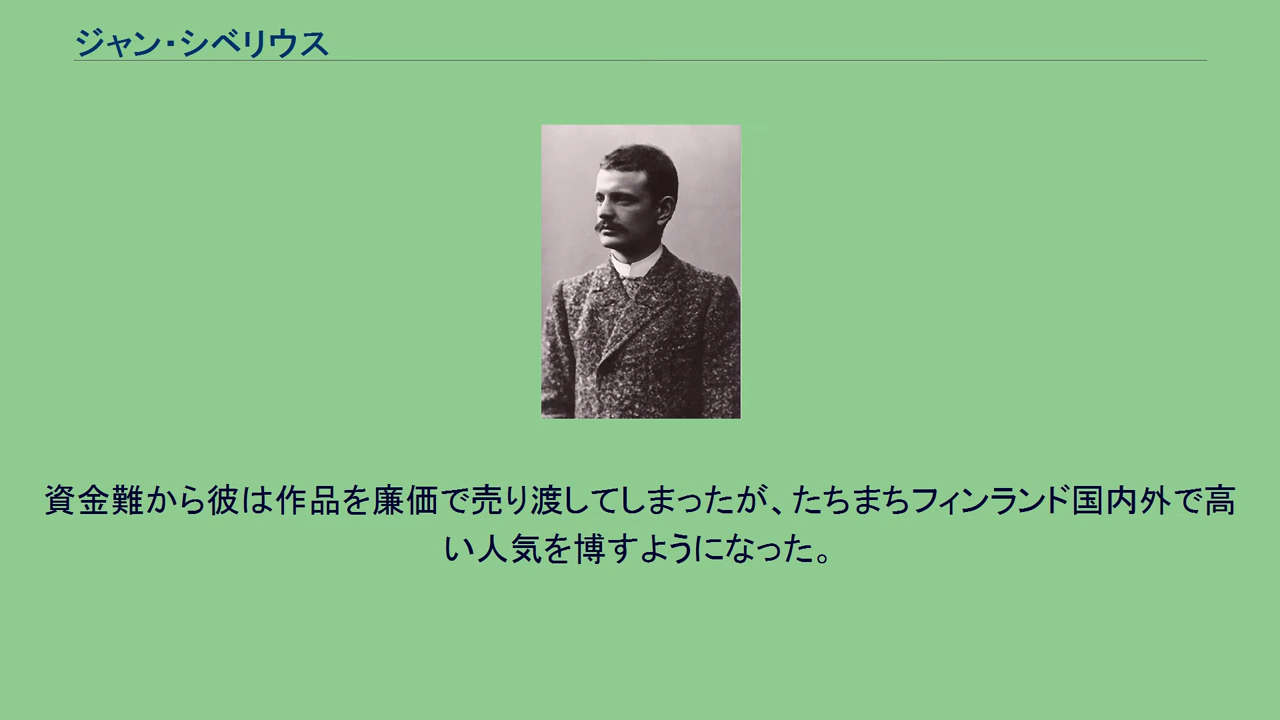 ジャン・シベリウス
資金難から彼は作品を廉価で売り渡してしまったが、たちまちフィンランド国内外で高
い人気を博すようになった。